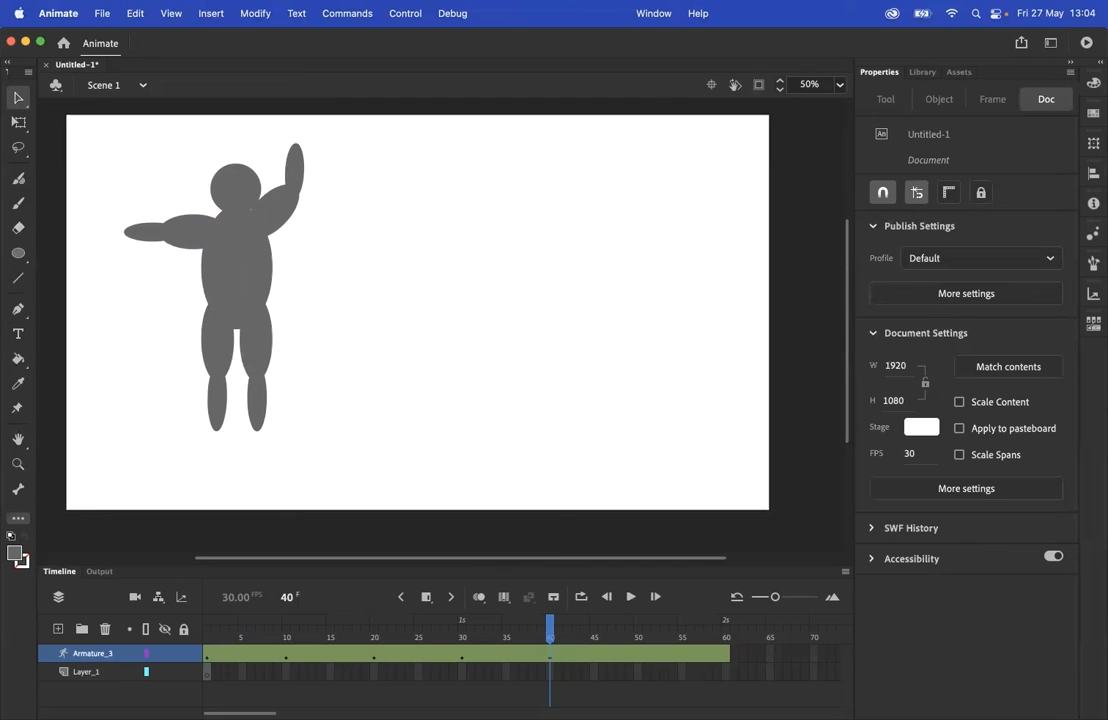 Animate File Edit View Insert Modify Text Commands Control Debug Window Help Fri 27 May 13:04
Animate
Untitled-1*
Scene 1 50%
Properties Library Assets
Tool Object Frame Doc
An Untitled-1
Document
Publish Settings
Profile Default
More settings
Document Settings
W 1920 Match contents
H 1080 Scale Content
Stage Apply to pasteboard
FPS 30 Scale Spans
More settings
SWF History
Accessibility
T
Timeline Output
30.00 FPS 40 F
1s 2s
5 10 15 20 25 30 35 40 45 50 55 60 65 70
Armature_3
Layer_1